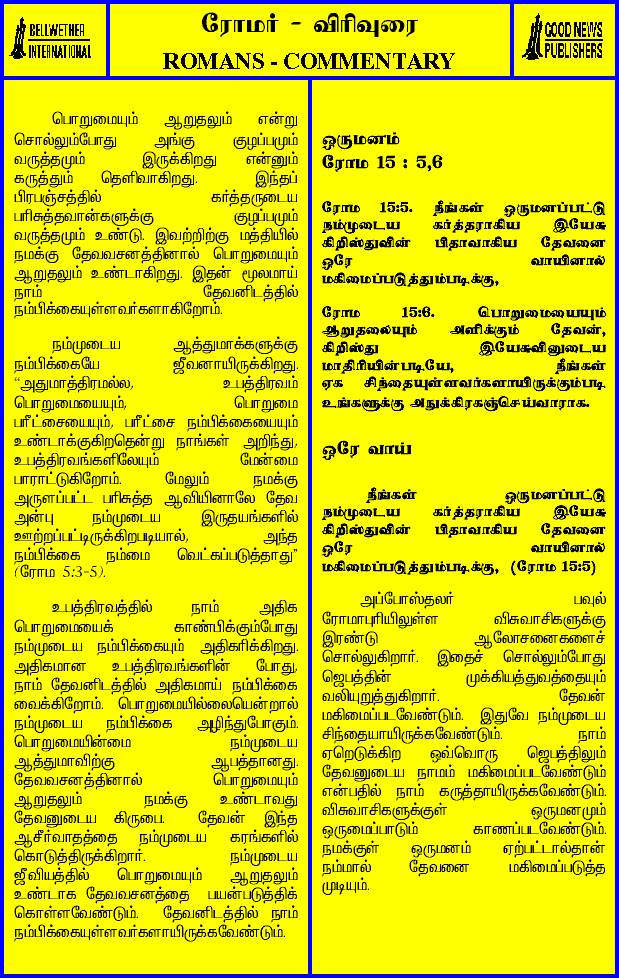 BELLWETHER
INTERNATIONAL
ரோமர் - விரிவுரை
ROMANS - COMMENTARY
GOOD NEWS
PUBLISHERS
பொறுமையும் ஆறுதலும் என்று
சொல்லும்போது அங்கு குழப்பமும்
வருத்தமும் இருக்கிறது என்னும்
கருத்தும் தெளிவாகிறது. இந்தப்
பிரபஞ்சத்தில் கர்த்தருடைய
பரிசுத்தவான்களுக்கு குழப்பமும்
வருத்தமும் உண்டு. இவற்றிற்கு மத்தியில்
நமக்கு தேவவசனத்தினால் பொறுமையும்
ஆறுதலும் உண்டாகிறது. இதன் மூலமாய்
நாம் தேவனிடத்தில்
நம்பிக்கையுள்ளவர்களாகிறோம்.
நம்முடைய ஆத்துமாக்களுக்கு
நம்பிக்கையே ஜீவனாயிருக்கிறது.
“அதுமாத்திரமல்ல, உபத்திரவம்
பொறுமையையும், பொறுமை
பரீட்சையையும், பரீட்சை நம்பிக்கையையும்
உண்டாக்குகிறதென்று நாங்கள் அறிந்து,
உபத்திரவங்களிலேயும் மேன்மை
பாராட்டுகிறோம். மேலும் நமக்கு
அருளப்பட்ட பரிசுத்த ஆவியினாலே தேவ
அன்பு நம்முடைய இருதயங்களில்
ஊற்றப்பட்டிருக்கிறபடியால், அந்த
நம்பிக்கை நம்மை வெட்கப்படுத்தாது”
(ரோம 5:3-5).
உபத்திரவத்தில் நாம் அதிக
பொறுமையைக் காண்பிக்கும்போது
நம்முடைய நம்பிக்கையும் அதிகரிக்கிறது.
அதிகமான உபத்திரவங்களின் போது,
நாம் தேவனிடத்தில் அதிகமாய் நம்பிக்கை
வைக்கிறோம். பொறுமையில்லையென்றால்
நம்முடைய நம்பிக்கை அழிந்துபோகும்.
பொறுமையின்மை நம்முடைய
ஆத்துமாவிற்கு ஆபத்தானது.
தேவவசனத்தினால் பொறுமையும்
ஆறுதலும் நமக்கு உண்டாவது
தேவனுடைய கிருபை. தேவன் இந்த
ஆசீர்வாதத்தை நம்முடைய கரங்களில்
கொடுத்திருக்கிறார். நம்முடைய
ஜீவியத்தில் பொறுமையும் ஆறுதலும்
உண்டாக தேவவசனத்தை பயன்படுத்திக்
கொள்ளவேண்டும். தேவனிடத்தில் நாம்
நம்பிக்கையுள்ளவர்களாயிருக்கவேண்டும்.
ஒருமனம்
ரோம 15 : 5,6
ரோம 15:5. நீங்கள் ஒருமனப்பட்டு
நம்முடைய கர்த்தராகிய இயேசு
கிறிஸ்துவின் பிதாவாகிய தேவனை
ஒரே வாயினால்
மகிமைப்படுத்தும்படிக்கு,
ரோம 15:6. பொறுமையையும்
ஆறுதலையும் அளிக்கும் தேவன்,
கிறிஸ்து இயேசுவினுடைய
மாதிரியின்படியே, நீங்கள்
ஏக சிந்தையுள்ளவர்களாயிருக்கும்படி
உங்களுக்கு அநுக்கிரகஞ்செய்வாராக.
ஒரே வாய்
நீங்கள் ஒருமனப்பட்டு
நம்முடைய கர்த்தராகிய இயேசு
கிறிஸ்துவின் பிதாவாகிய தேவனை
ஒரே வாயினால்
மகிமைப்படுத்தும்படிக்கு, (ரோம 15:5)
அப்போஸ்தலர் பவுல்
ரோமாபுரியிலுள்ள விசுவாசிகளுக்கு
இரண்டு ஆலோசனைகளைச்
சொல்லுகிறார். இதைச் சொல்லும்போது
ஜெபத்தின் முக்கியத்துவத்தையும்
வலியுறுத்துகிறார். தேவன்
மகிமைப்படவேண்டும். இதுவே நம்முடைய
சிந்தையாயிருக்கவேண்டும். நாம்
ஏறெடுக்கிற ஒவ்வொரு ஜெபத்திலும்
தேவனுடைய நாமம் மகிமைப்படவேண்டும்
என்பதில் நாம் கருத்தாயிருக்கவேண்டும்.
விசுவாசிகளுக்குள் ஒருமனமும்
ஒருமைப்பாடும் காணப்படவேண்டும்.
நமக்குள் ஒருமனம் ஏற்பட்டால்தான்
நம்மால் தேவனை மகிமைப்படுத்த
முடியும்.